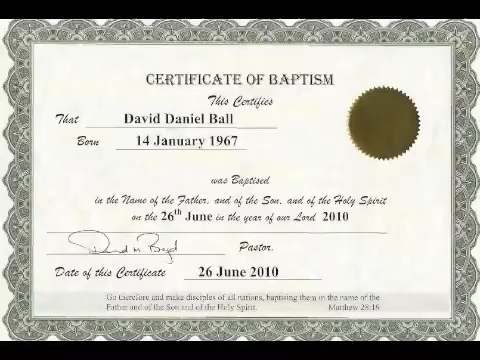 CERTIFICATE OF BAPTISM
This Certifies
That David Daniel Ball
Born 14 January 1967
was Baptised
in the Name of the Father, and of the Son, and of the Holy Spirit
on the 26th June in the year of our Lord 2010
Pastor.
Date of this Certificate 26 June 2010
Go therefore and make disciples of all nations, baptising them in the name of the
Father and of the Son and of the Holy Spirit. Matthew 28:19